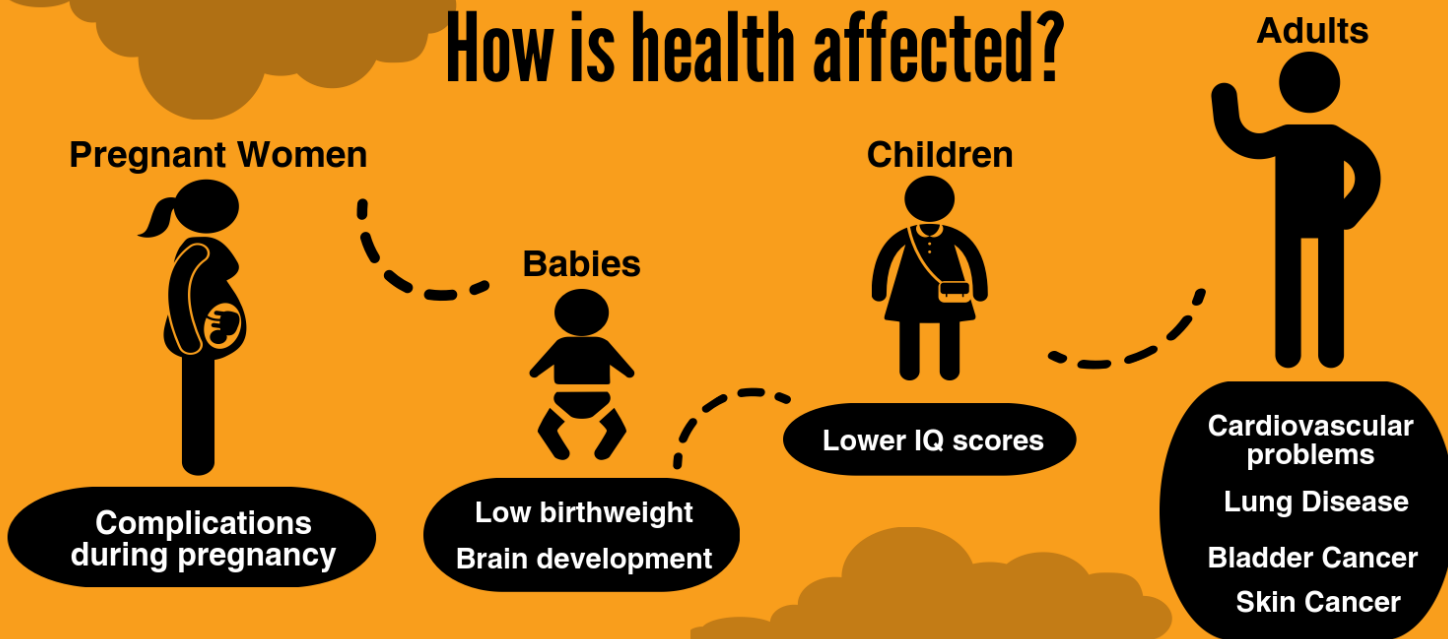 How is health affected?
Pregnant Women
Complications
during pregnancy
Babies
Low birthweight
Brain development
Children
Lower IQ scores
Adults
Cardiovascular
problems
Lung Disease
Bladder Cancer
Skin Cancer